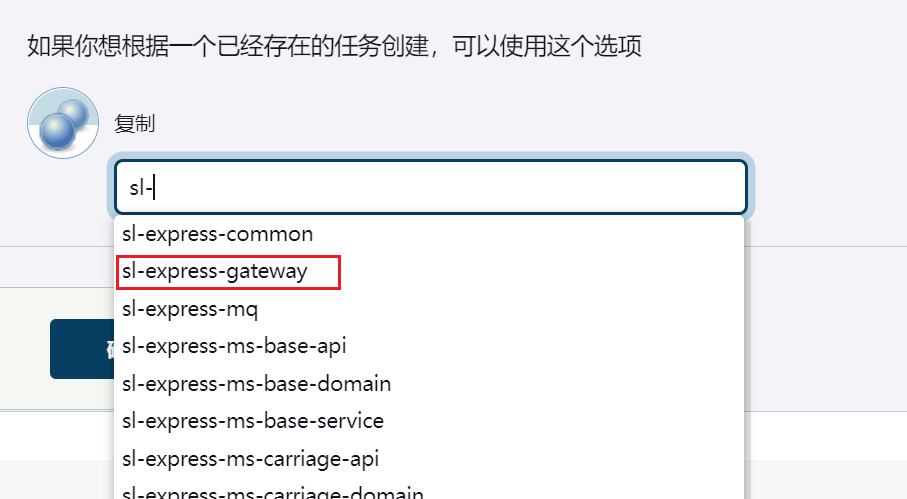 如果你想根据一个已经存在的任务创建，可以使用这个选项
复制
sl-
sl-express-common
sl-express-gateway
sl-express-mq
sl-express-ms-base-api
sl-express-ms-base-domain
sl-express-ms-base-service
sl-express-ms-carriage-api
sl-express-ms-carriage-domain